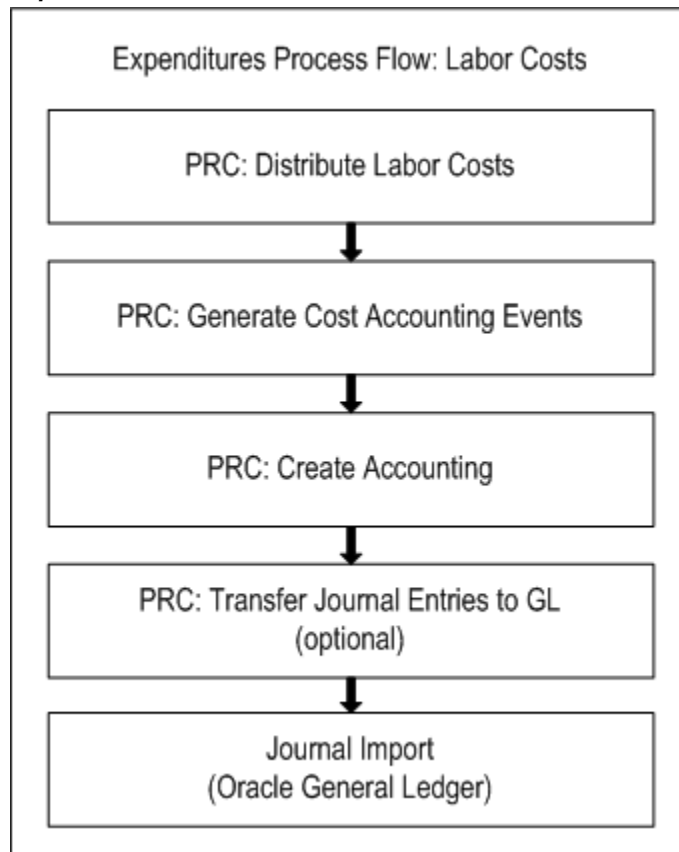 Expenditures Process Flow: Labor Costs
PRC: Distribute Labor Costs
PRC: Generate Cost Accounting Events
PRC: Create Accounting
PRC: Transfer Journal Entries to GL
(optional)
Journal Import
(Oracle General Ledger)